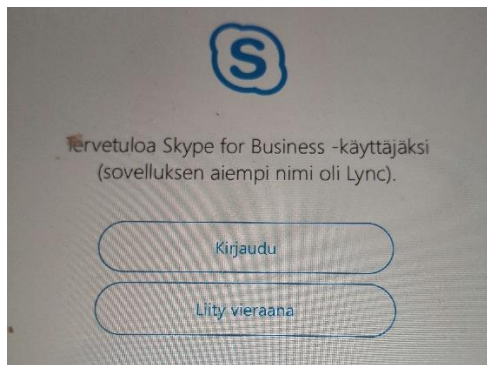 S
Tervetuloa Skype for Business -käyttäjäksi
(sovelluksen aiempi nimi oli Lync).
Kirjaudu
Liity vieraana